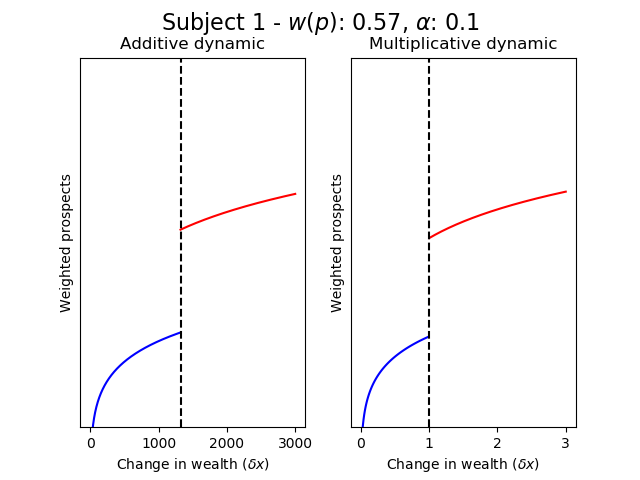 Subject 1 - w(p): 0.57, α: 0.1
Additive dynamic
Multiplicative dynamic
Weighted prospects
Weighted prospects
0 1000 2000 3000
0 1 2 3
Change in wealth (δx)
Change in wealth (δx)